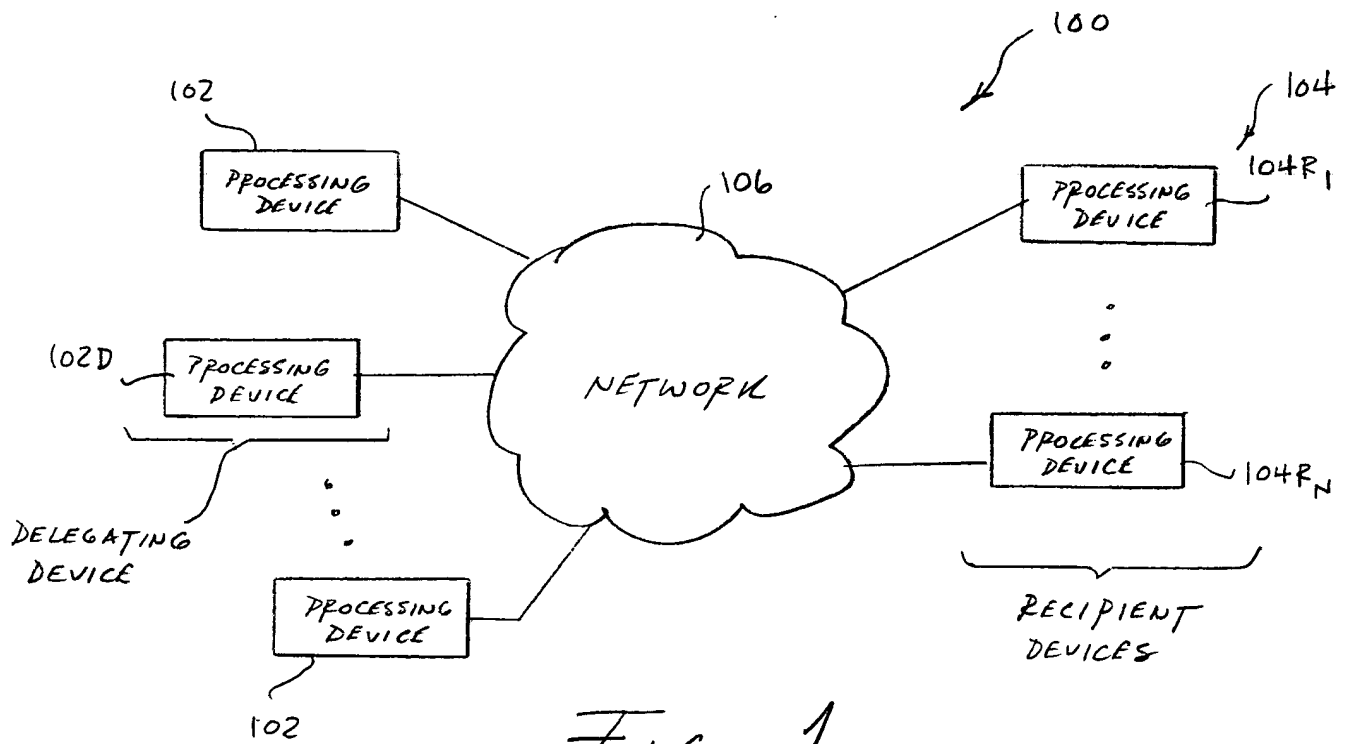 100
102
104
PROCESSING
DEVICE
106
PROCESSING
DEVICE
104R1
102D
PROCESSING
DEVICE
NETWORK
PROCESSING
DEVICE
104RN
DELEGATING
DEVICE
PROCESSING
DEVICE
RECIPIENT
DEVICES
102
FIG. 1